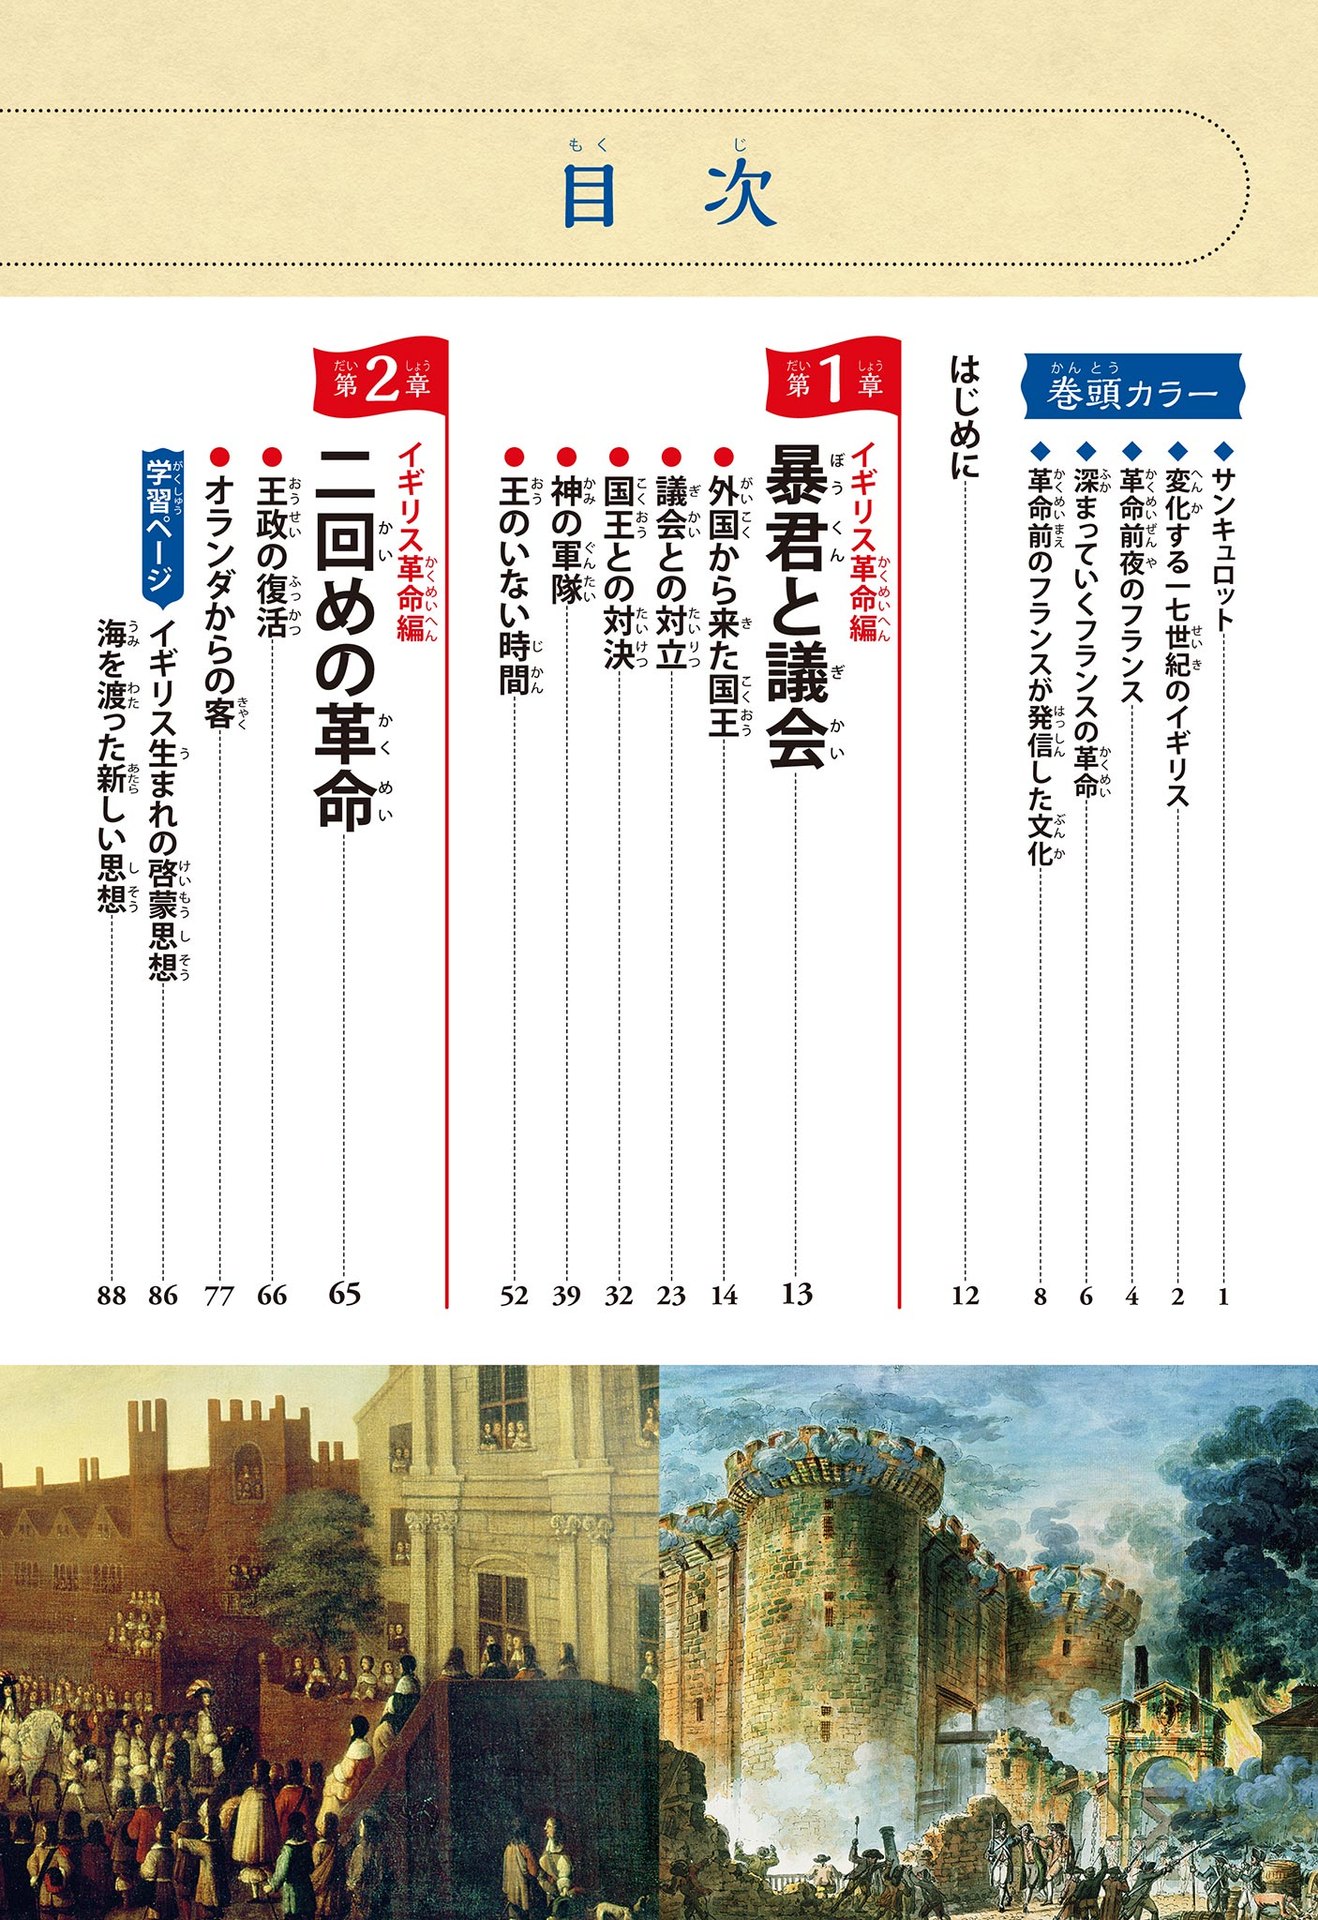 目次
巻頭カラー
◆サンキュロット 1
◆変化する一七世紀のイギリス 2
◆革命前夜のフランス 4
◆深まっていくフランスの革命 6
◆革命前のフランスが発信した文化 8
はじめに 12
第1章
イギリス革命編
暴君と議会 13
●外国から来た国王 14
●議会との対立 23
●国王との対決 32
●神の軍隊 39
●王のいない時間 52
第2章
イギリス革命編
二回めの革命 65
●王政の復活 66
●オランダからの客 77
学習ページ
イギリス生まれの啓蒙思想 86
海を渡った新しい思想 88